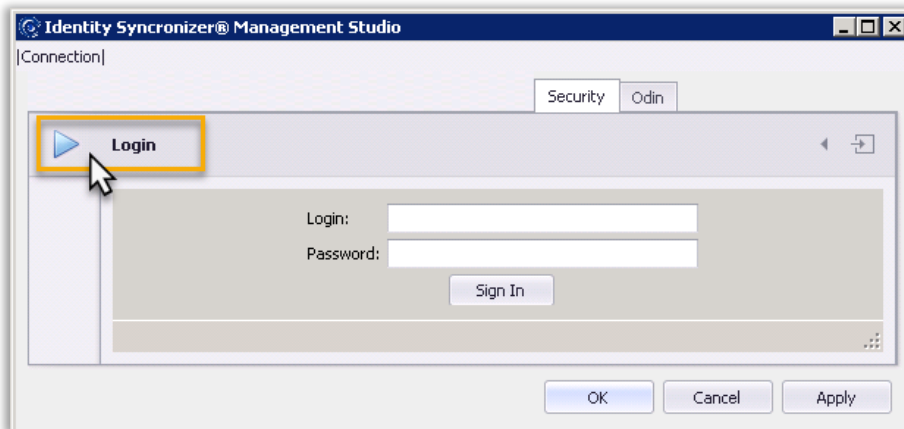 Identity Syncronizer® Management Studio
|Connection|
Security Odin
Login
Login:
Password:
Sign In
OK Cancel Apply